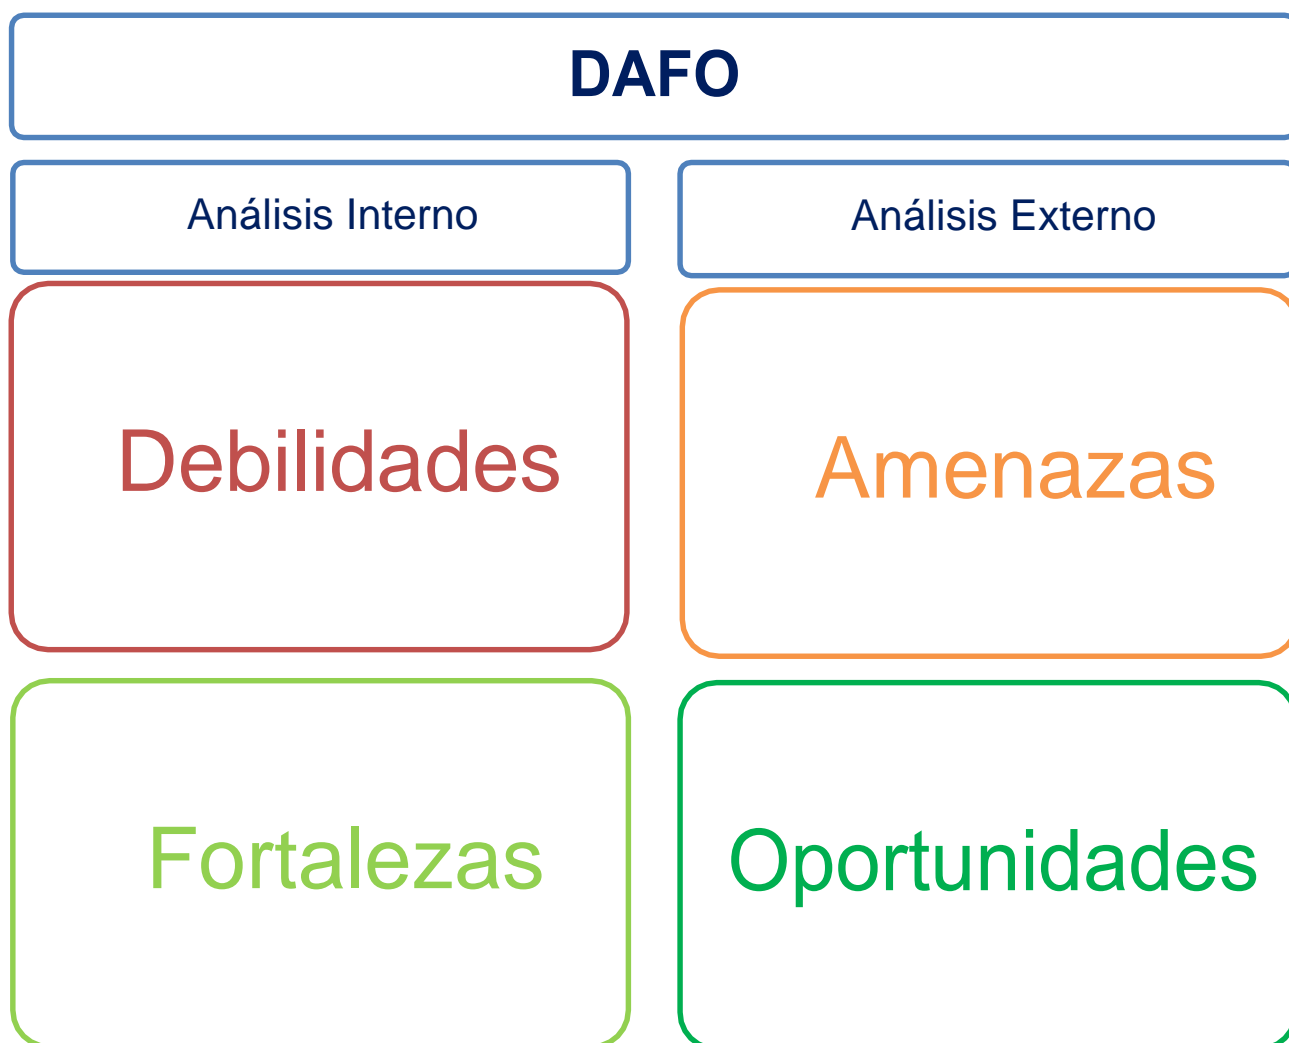 DAFO
Análisis Interno
Análisis Externo
Debilidades
Amenazas
Fortalezas
Oportunidades